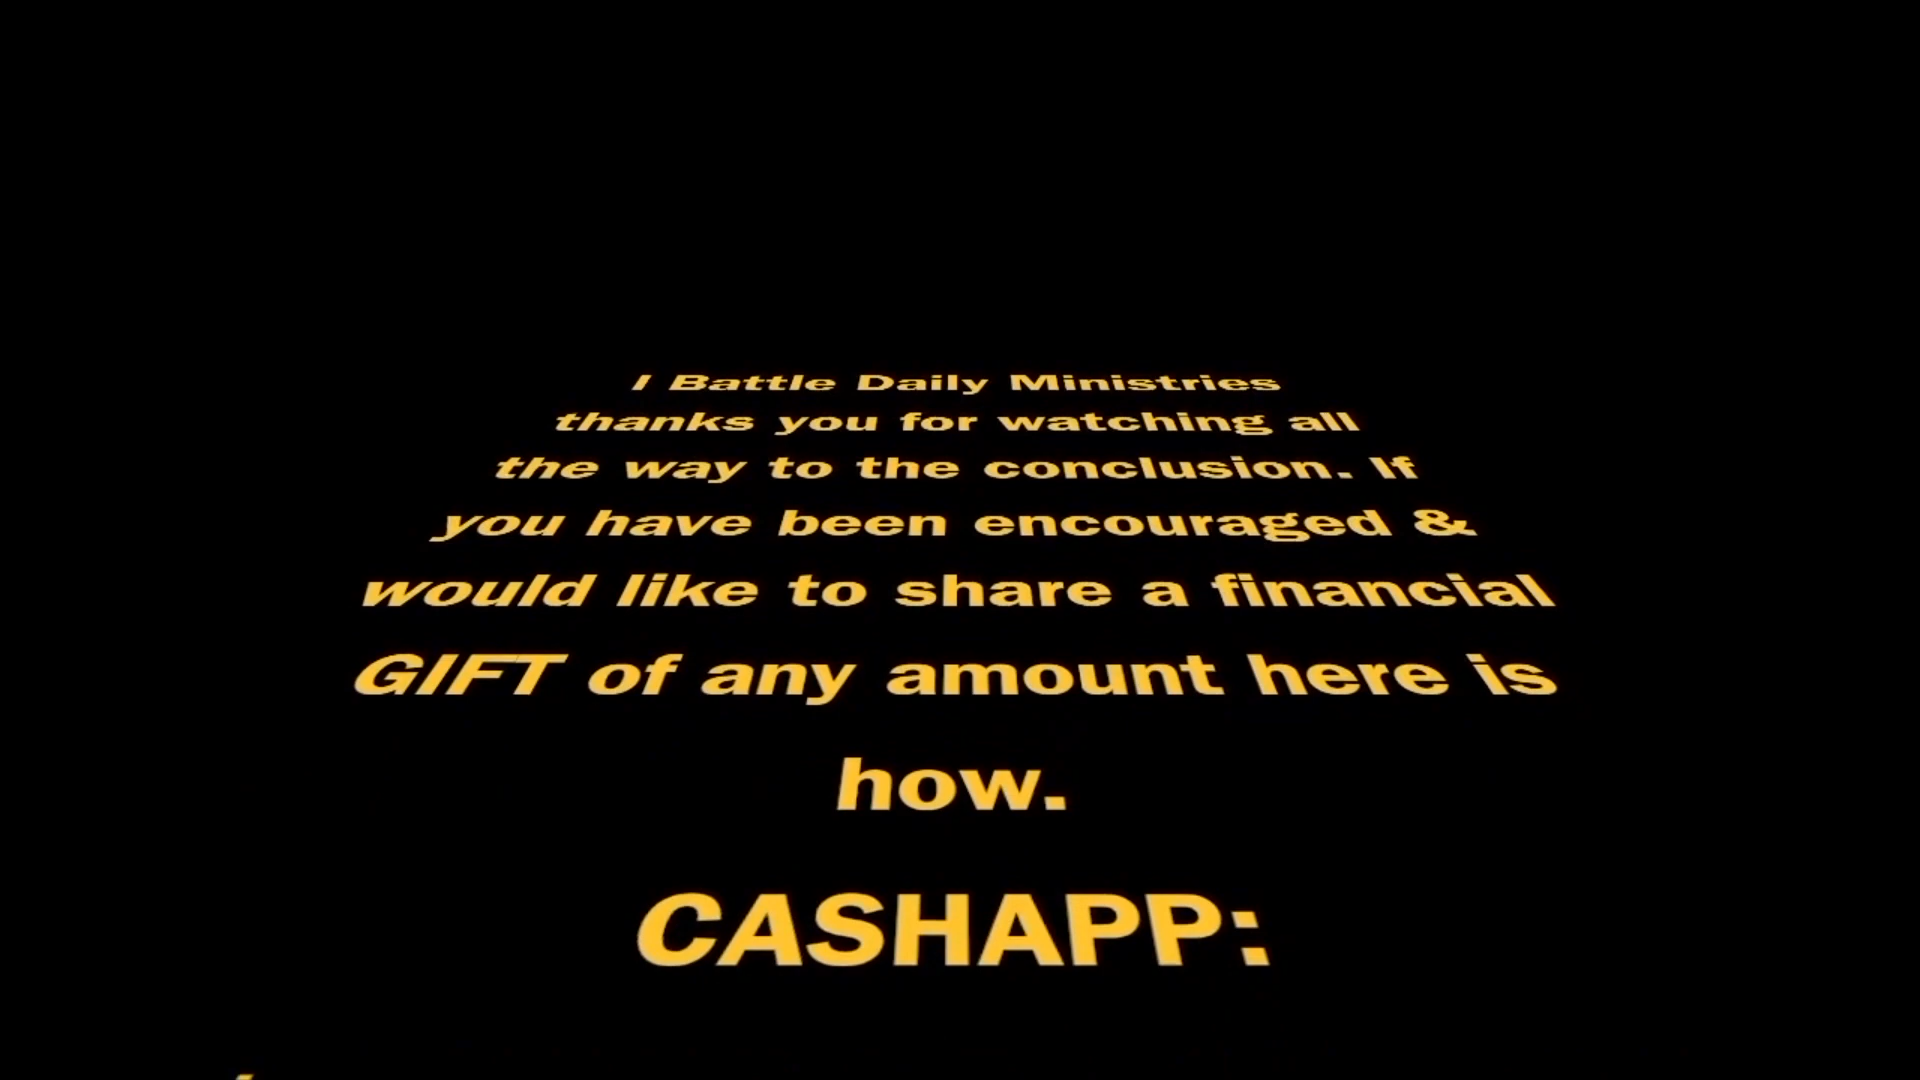 I Battle Daily Ministries
thanks you for watching all
the way to the conclusion. If
you have been encouraged &
would like to share a financial
GIFT of any amount here is
how.
CASHAPP: